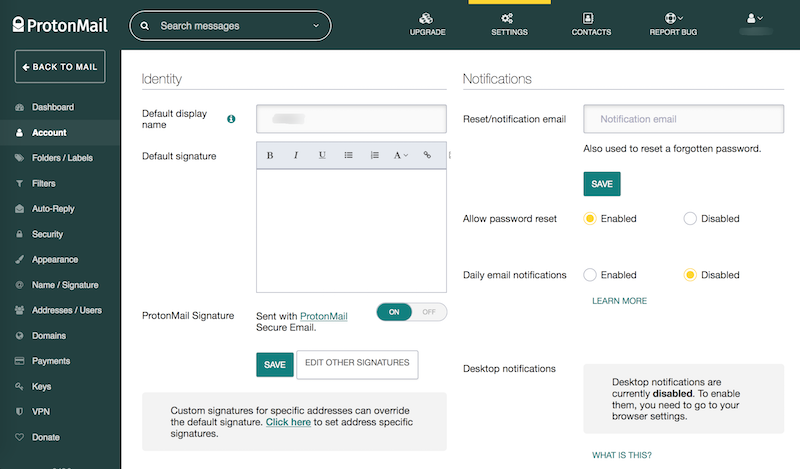 ProtonMail
Search messages
UPGRADE
SETTINGS
CONTACTS
REPORT BUG
BACK TO MAIL
Dashboard
Account
Folders / Labels
Filters
Auto-Reply
Security
Appearance
Name / Signature
Addresses / Users
Domains
Payments
Keys
VPN
Donate
Identity
Default display
name
Default signature
B I U A
ProtonMail Signature
Sent with ProtonMail
Secure Email.
ON OFF
SAVE
EDIT OTHER SIGNATURES
Custom signatures for specific addresses can override
the default signature. Click here to set address specific
signatures.
Notifications
Reset/notification email
Notification email
Also used to reset a forgotten password.
SAVE
Allow password reset
Enabled
Disabled
Daily email notifications
Enabled
Disabled
LEARN MORE
Desktop notifications
Desktop notifications are
currently disabled. To enable
them, you need to go to your
browser settings.
WHAT IS THIS?